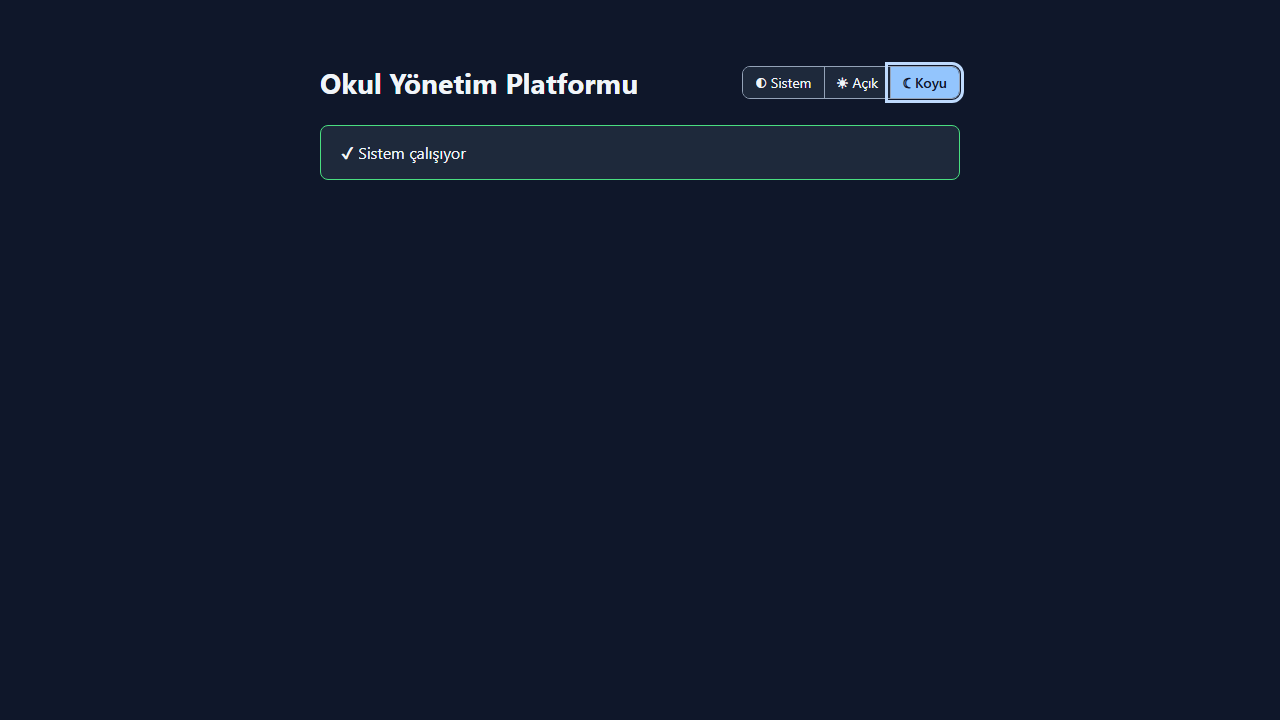 Okul Yönetim Platformu
◐ Sistem
☀ Açık
☾ Koyu
✔ Sistem çalışıyor